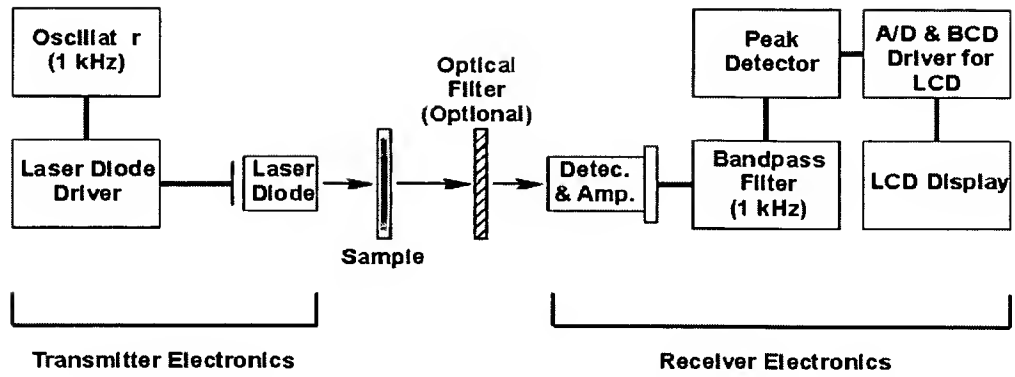 Oscillat r
(1 kHz)
Laser Diode
Driver
Laser
Diode
Sample
Optical
Filter
(Optional)
Detec.
& Amp.
Peak
Detector
Bandpass
Filter
(1 kHz)
A/D & BCD
Driver for
LCD
LCD Display
Transmitter Electronics
Receiver Electronics